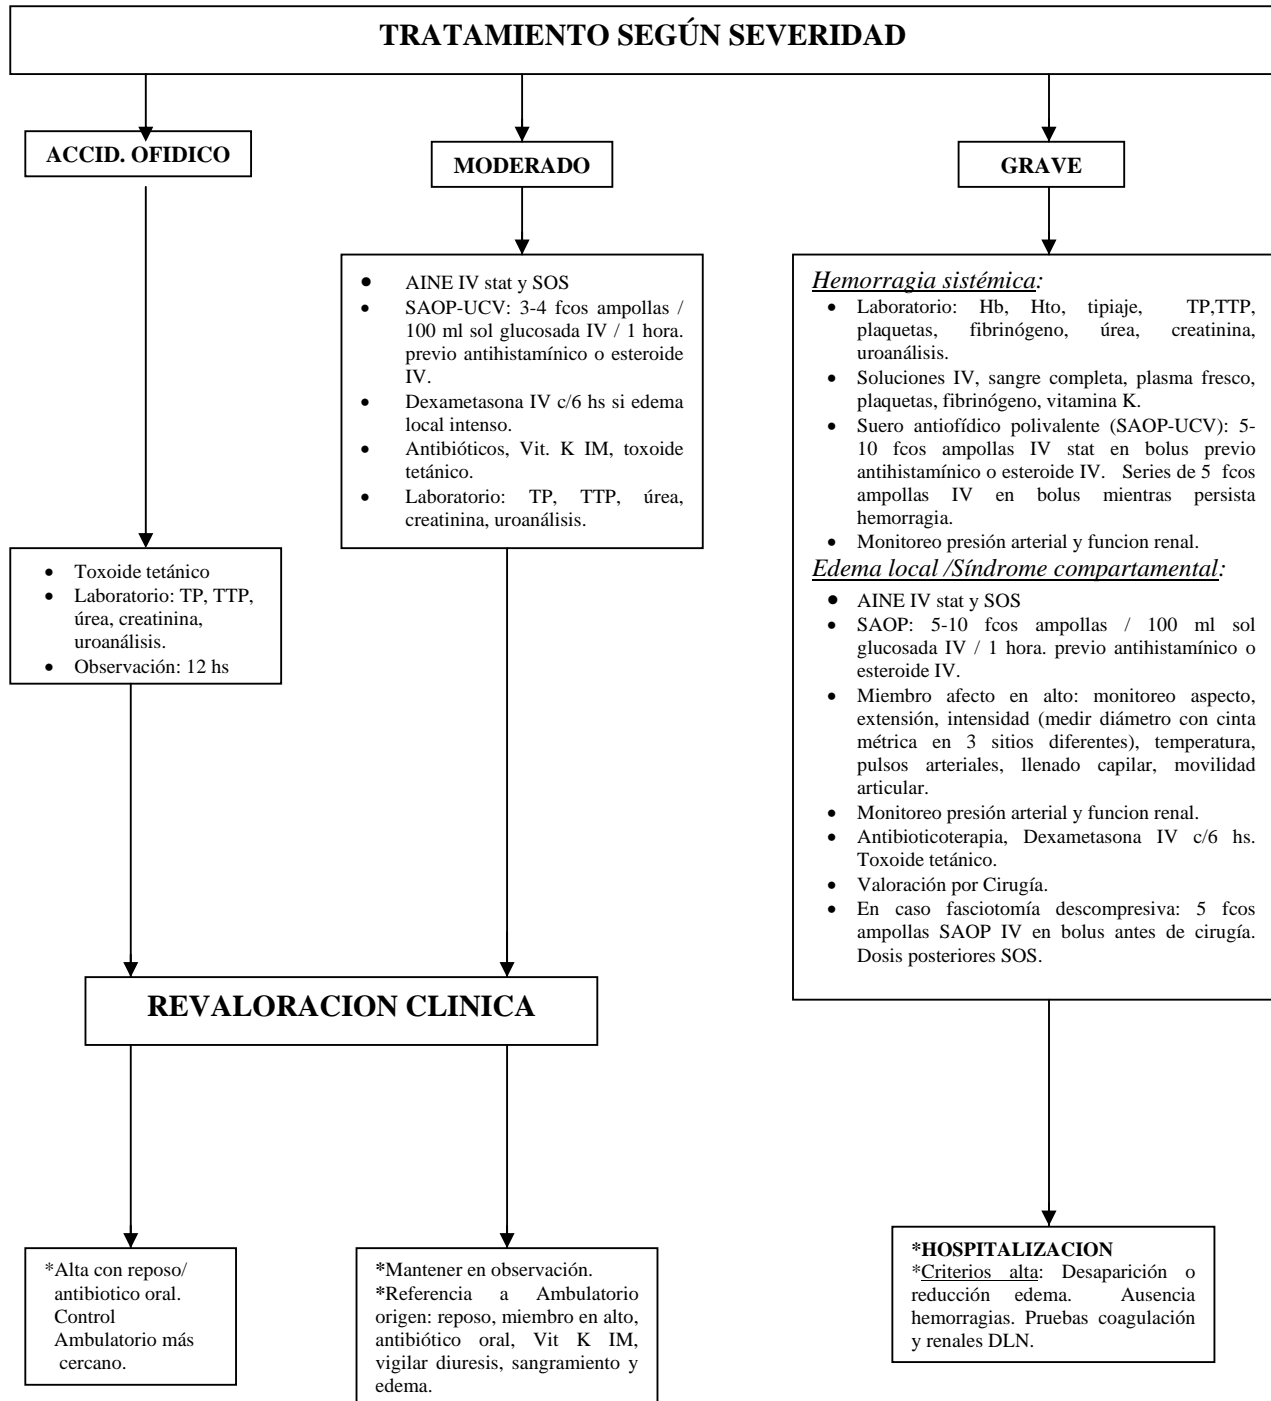 TRATAMIENTO SEGÚN SEVERIDAD
ACCID. OFIDICO
MODERADO
GRAVE
• Toxoide tetánico
• Laboratorio: TP, TTP,
úrea, creatinina,
uroanálisis.
• Observación: 12 hs
• AINE IV stat y SOS
• SAOP-UCV: 3-4 fcos ampollas /
100 ml sol glucosada IV / 1 hora.
previo antihistamínico o esteroide
IV.
• Dexametasona IV c/6 hs si edema
local intenso.
• Antibióticos, Vit. K IM, toxoide
tetánico.
• Laboratorio: TP, TTP, úrea,
creatinina, uroanálisis.
Hemorragia sistémica:
• Laboratorio: Hb, Hto, tipiaje, TP,TTP,
plaquetas, fibrinógeno, úrea, creatinina,
uroanálisis.
• Soluciones IV, sangre completa, plasma fresco,
plaquetas, fibrinógeno, vitamina K.
• Suero antiofídico polivalente (SAOP-UCV): 5-
10 fcos ampollas IV stat en bolus previo
antihistamínico o esteroide IV. Series de 5 fcos
ampollas IV en bolus mientras persista
hemorragia.
• Monitoreo presión arterial y funcion renal.
Edema local /Síndrome compartamental:
• AINE IV stat y SOS
• SAOP: 5-10 fcos ampollas / 100 ml sol
glucosada IV / 1 hora. previo antihistamínico o
esteroide IV.
• Miembro afecto en alto: monitoreo aspecto,
extensión, intensidad (medir diámetro con cinta
métrica en 3 sitios diferentes), temperatura,
pulsos arteriales, llenado capilar, movilidad
articular.
• Monitoreo presión arterial y funcion renal.
• Antibioticoterapia, Dexametasona IV c/6 hs.
Toxoide tetánico.
• Valoración por Cirugía.
• En caso fasciotomía descompresiva: 5 fcos
ampollas SAOP IV en bolus antes de cirugía.
Dosis posteriores SOS.
REVALORACION CLINICA
*Alta con reposo/
antibiotico oral.
Control
Ambulatorio más
cercano.
*Mantener en observación.
*Referencia a Ambulatorio
origen: reposo, miembro en alto,
antibiótico oral, Vit K IM,
vigilar diuresis, sangramiento y
edema.
*HOSPITALIZACION
*Criterios alta: Desaparición o
reducción edema. Ausencia
hemorragias. Pruebas coagulación
y renales DLN.